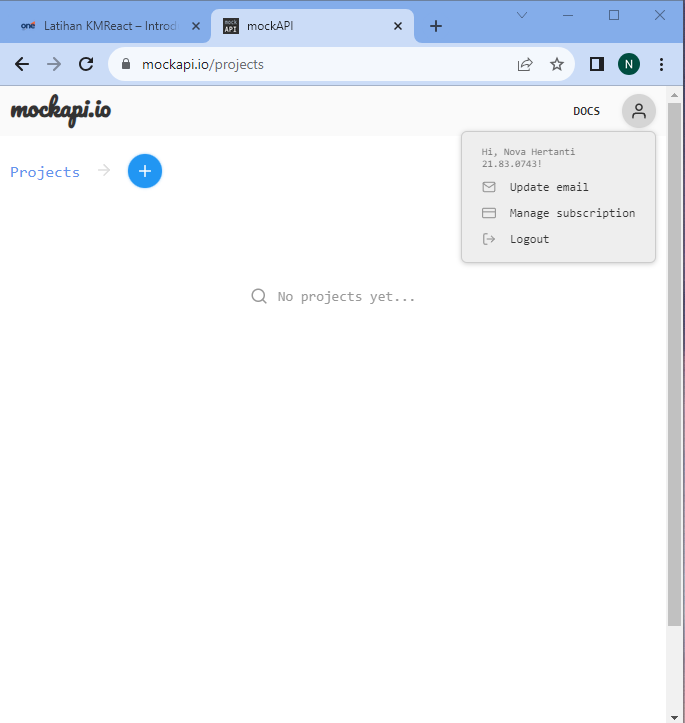 one Latihan KMReact – Introd
mock API mockAPI
mockapi.io/projects
N
mockapi.io
DOCS
Hi, Nova Hertanti
21.83.0743!
Projects
Update email
Manage subscription
Logout
No projects yet...